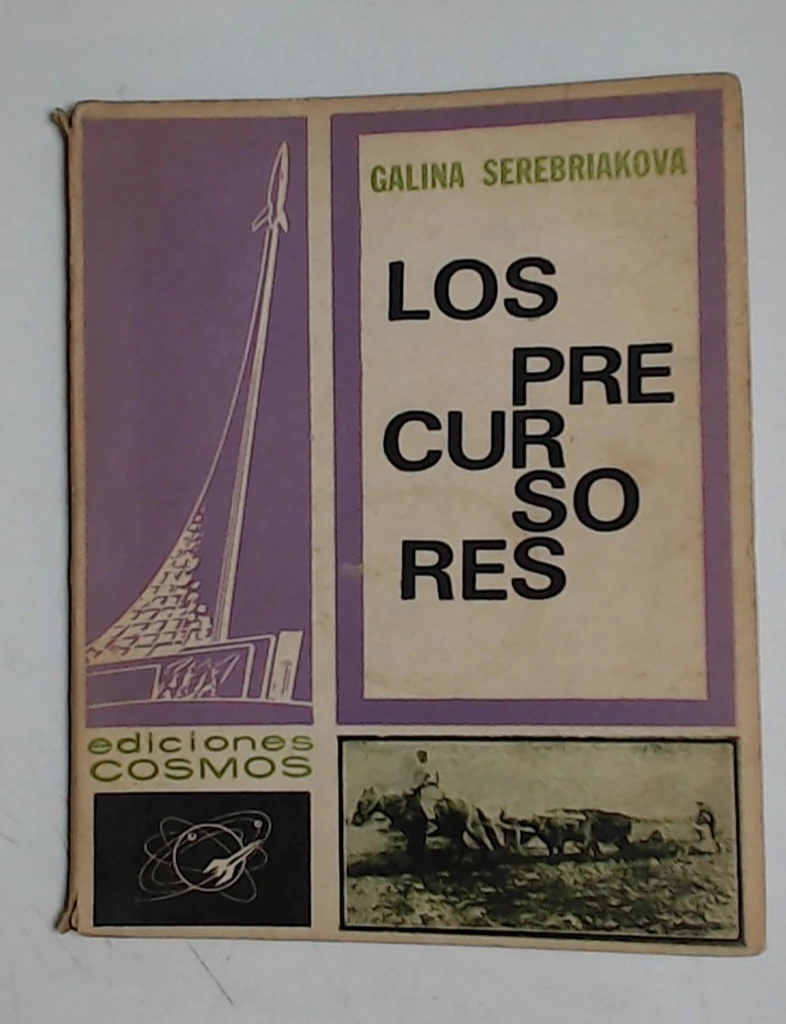 GALINA SEREBRIAKOVA
LOS
PRE
CUR
SO
RES
ediciones
COSMOS